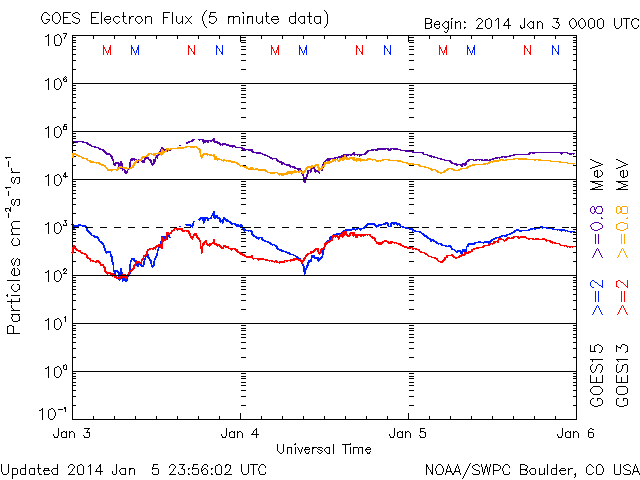 GOES Electron Flux (5 minute data)
Begin: 2014 Jan 3 0000 UTC
10⁷
10⁶
10⁵
10⁴
10³
10²
10¹
10⁰
10⁻¹
Particles cm⁻²s⁻¹sr⁻¹
M M N N M M N N M M N N
Jan 3 Jan 4 Jan 5 Jan 6
Universal Time
GOES15 >=2 >=0.8 MeV
GOES13 >=2 >=0.8 MeV
Updated 2014 Jan 5 23:56:02 UTC
NOAA/SWPC Boulder, CO USA